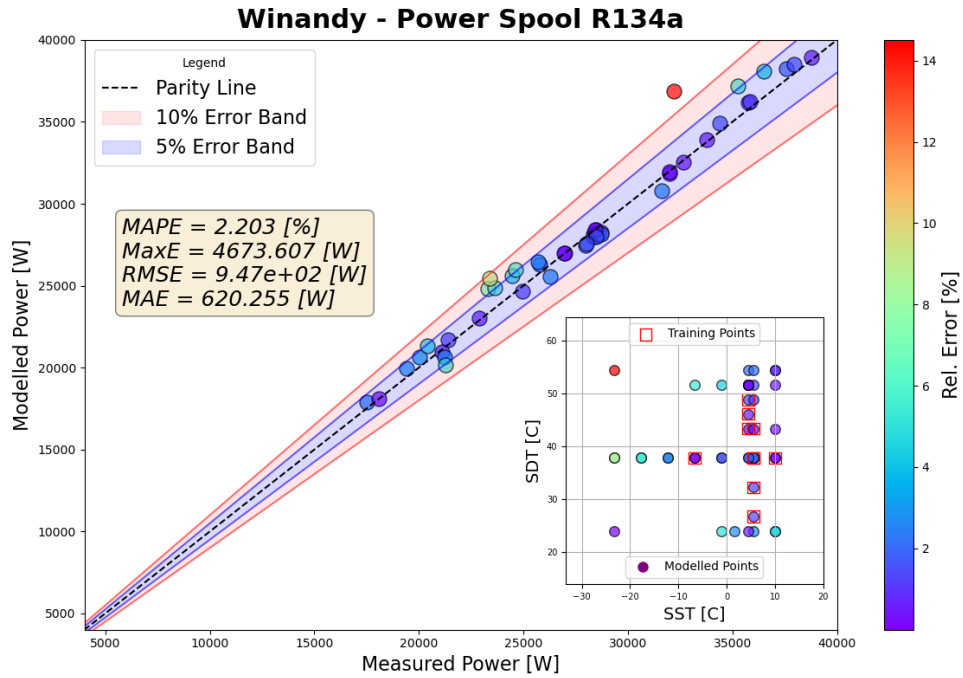 Winandy - Power Spool R134a
Modelled Power [W]
40000
35000
30000
25000
20000
15000
10000
5000
Legend
Parity Line
10% Error Band
5% Error Band
MAPE = 2.203 [%]
MaxE = 4673.607 [W]
RMSE = 9.47e+02 [W]
MAE = 620.255 [W]
SDT [C]
60
50
40
30
20
Training Points
Modelled Points
−30 −20 −10 0 10 20
SST [C]
5000 10000 15000 20000 25000 30000 35000 40000
Measured Power [W]
14
12
10
8
6
4
2
Rel. Error [%]